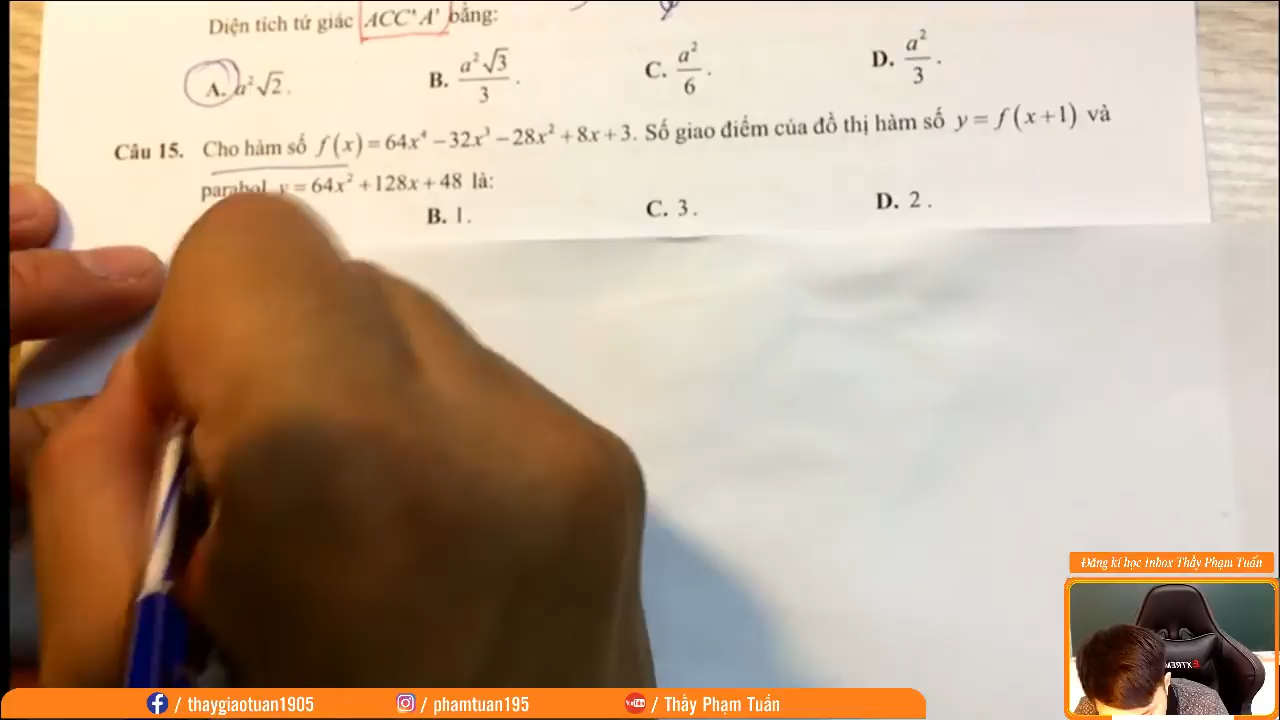 Diện tích tứ giác ACC'A' bằng:
A. a²√2. B. a²√3/3. C. a²/6. D. a²/3.
Câu 15. Cho hàm số f(x) = 64x⁴ − 32x³ − 28x² + 8x + 3. Số giao điểm của đồ thị hàm số y = f(x+1) và
parabol y = 64x² + 128x + 48 là:
B. 1. C. 3. D. 2.
Đăng kí học Inbox Thầy Phạm Tuấn
EXTREME
/ thaygiaotuan1905 / phamtuan195 YouTube / Thầy Phạm Tuấn